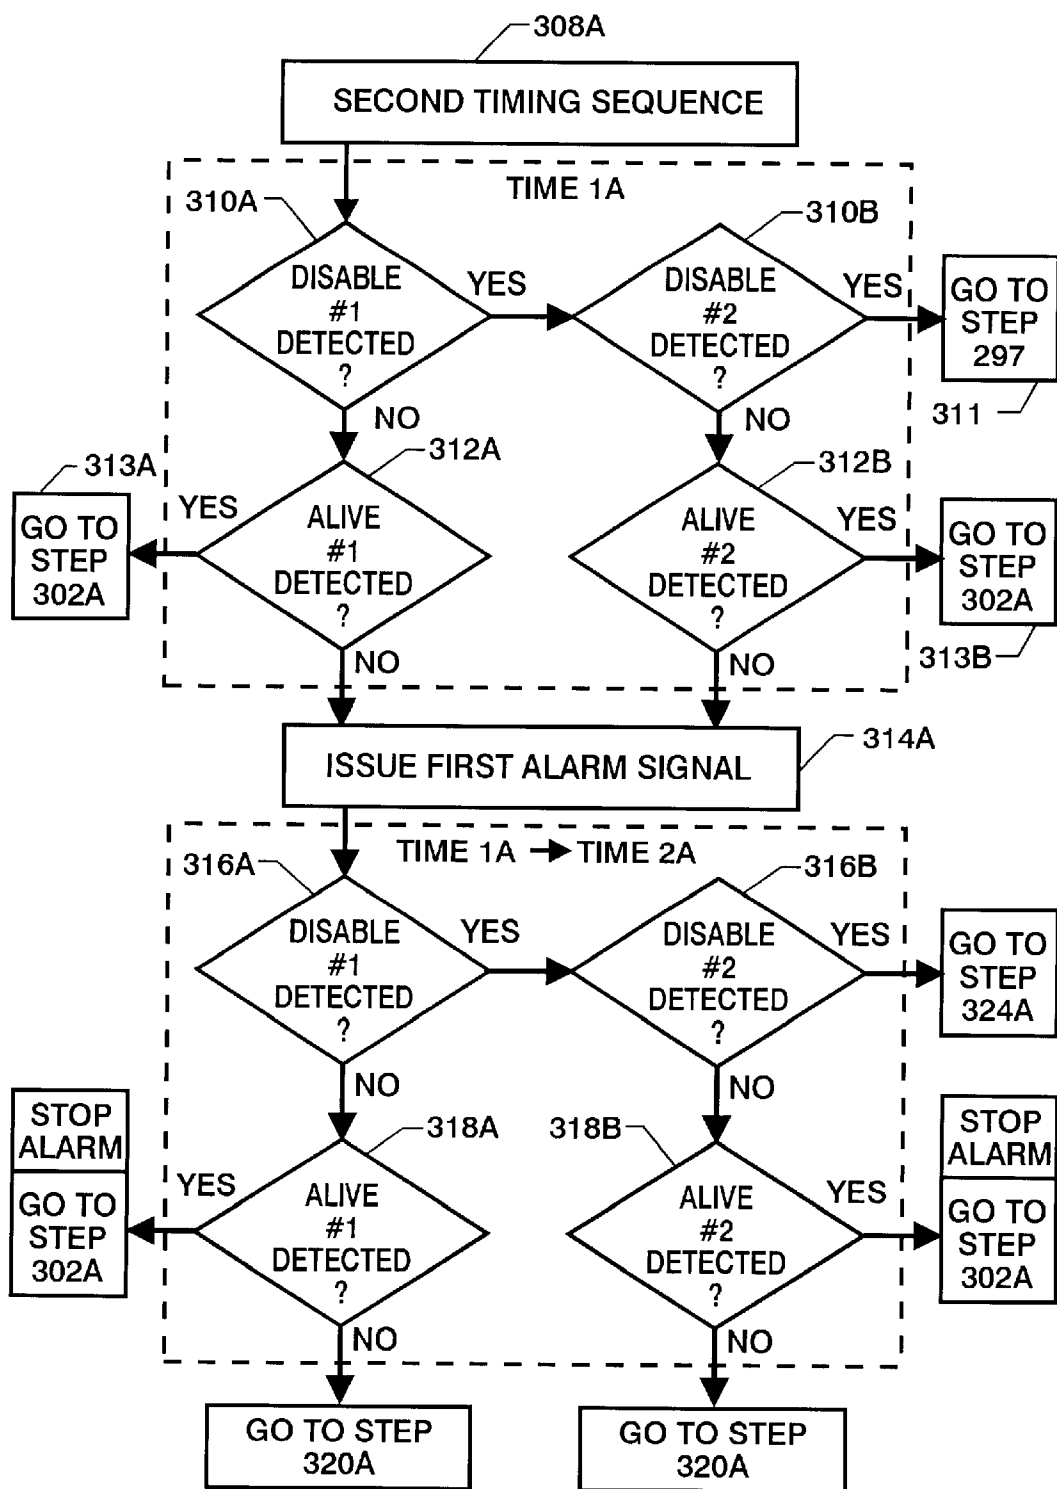 308A
SECOND TIMING SEQUENCE
TIME 1A
310A
DISABLE
#1
DETECTED
?
YES
NO
310B
DISABLE
#2
DETECTED
?
YES
NO
GO TO
STEP
297
311
313A
GO TO
STEP
302A
YES
312A
ALIVE
#1
DETECTED
?
NO
312B
ALIVE
#2
DETECTED
?
YES
NO
GO TO
STEP
302A
313B
314A
ISSUE FIRST ALARM SIGNAL
TIME 1A TIME 2A
316A
DISABLE
#1
DETECTED
?
YES
NO
316B
DISABLE
#2
DETECTED
?
YES
NO
GO TO
STEP
324A
STOP
ALARM
GO TO
STEP
302A
YES
318A
ALIVE
#1
DETECTED
?
NO
318B
ALIVE
#2
DETECTED
?
YES
NO
STOP
ALARM
GO TO
STEP
302A
GO TO STEP
320A
GO TO STEP
320A